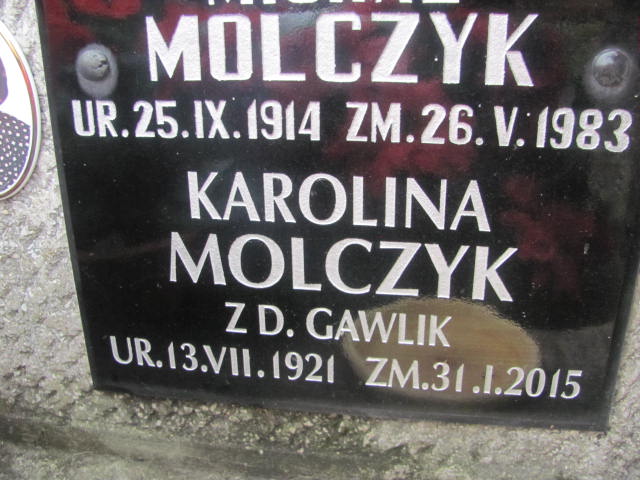 MOLCZYK
UR.25.IX.1914 ZM.26.V.1983
KAROLINA
MOLCZYK
Z D. GAWLIK
UR.13.VII.1921 ZM.31.I.2015